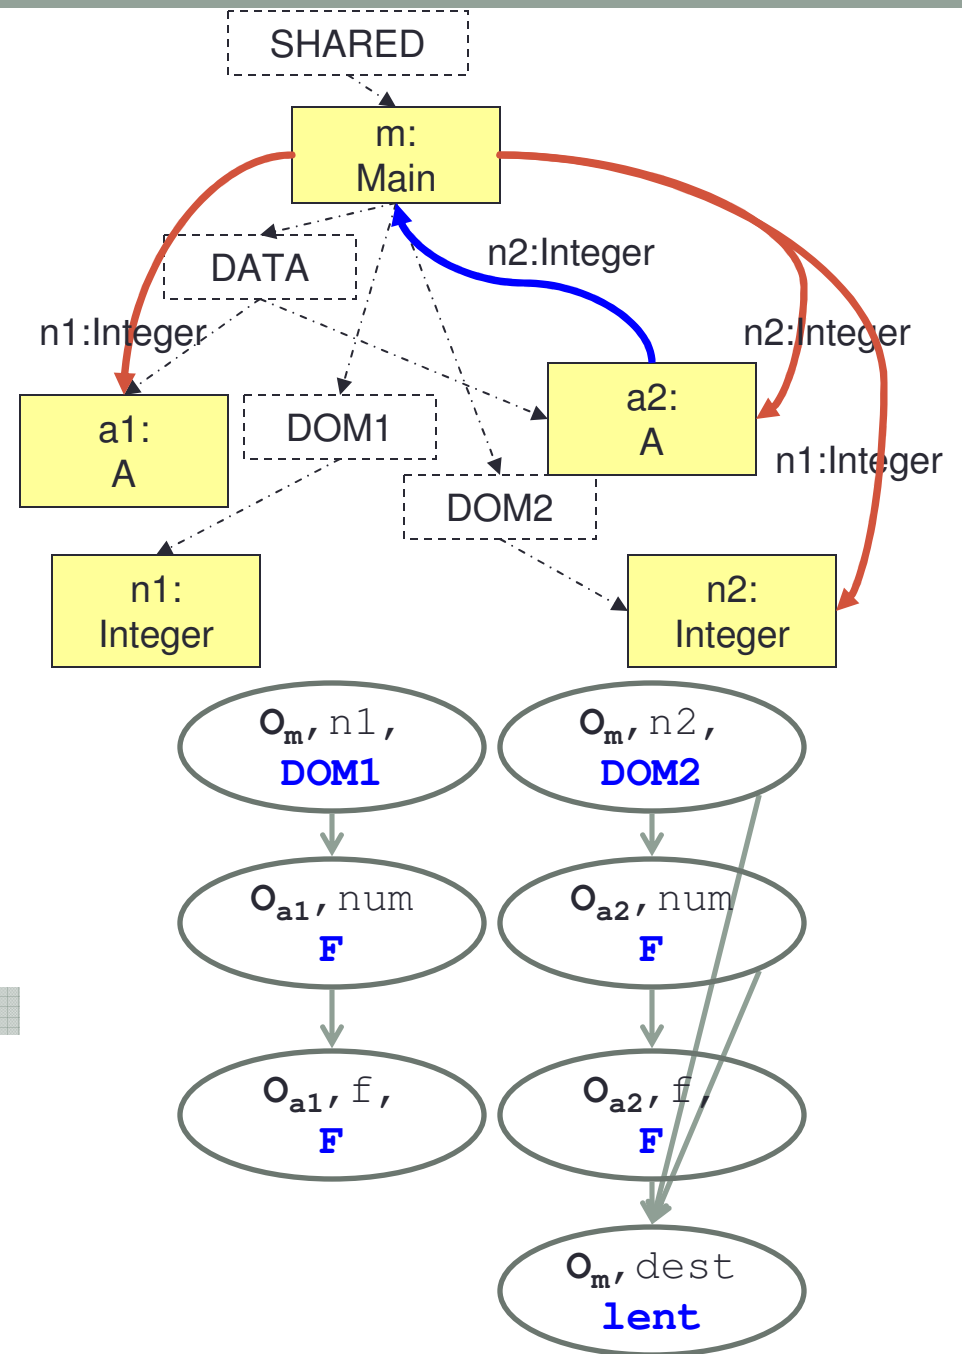 SHARED
m:
Main
n2:Integer
DATA
n1:Integer
n2:Integer
a1:
A
DOM1
a2:
A
n1:Integer
DOM2
n1:
Integer
n2:
Integer
Om, n1,
DOM1
Om, n2,
DOM2
Oa1, num
F
Oa2, num
F
Oa1, f,
F
Oa2, f,
F
Om, dest
lent